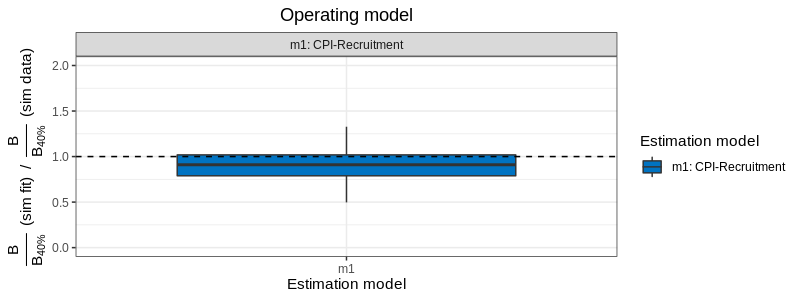 Operating model
m1: CPI-Recruitment
B/B40% (sim fit) / B/B40% (sim data)
2.0
1.5
1.0
0.5
0.0
m1
Estimation model
Estimation model
m1: CPI-Recruitment